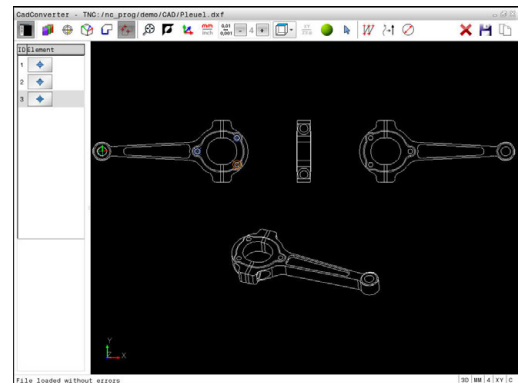 CadConverter - TNC:/nc_prog/demo/CAD/Pleuel.dxf
mm inch 0,01 0,001 - 4 +
ID Element
1
2
3
Y
Z X
File loaded without errors
3D MM 4 XY C